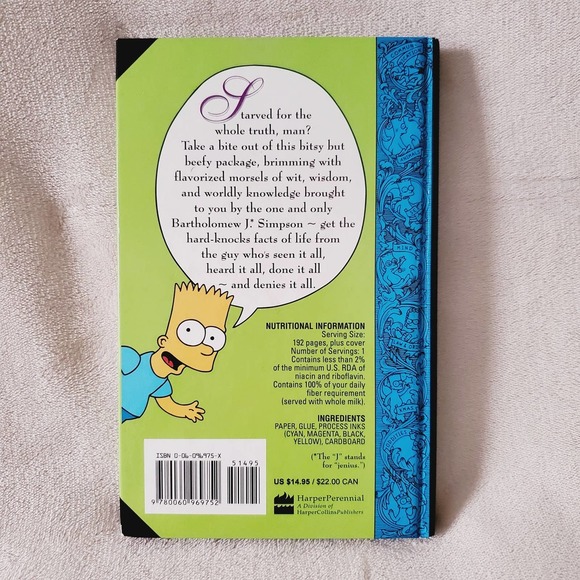 Starved for the
whole truth, man?
Take a bite out of this bitsy but
beefy package, brimming with
flavorized morsels of wit, wisdom,
and worldly knowledge brought
to you by the one and only
Bartholomew J.* Simpson ~ get the
hard-knocks facts of life from
the guy who's seen it all,
heard it all, done it all
~ and denies it all.
NUTRITIONAL INFORMATION
Serving Size:
192 pages, plus cover
Number of Servings: 1
Contains less than 2%
of the minimum U.S. RDA of
niacin and riboflavin.
Contains 100% of your daily
fiber requirement
(served with whole milk).
INGREDIENTS
PAPER, GLUE, PROCESS INKS
(CYAN, MAGENTA, BLACK,
YELLOW), CARDBOARD
(*The "J" stands
for "jenius.")
ISBN 0-06-096975-X
51495
9 780060 969752
US $14.95 / $22.00 CAN
HarperPerennial
A Division of
HarperCollinsPublishers
MIND